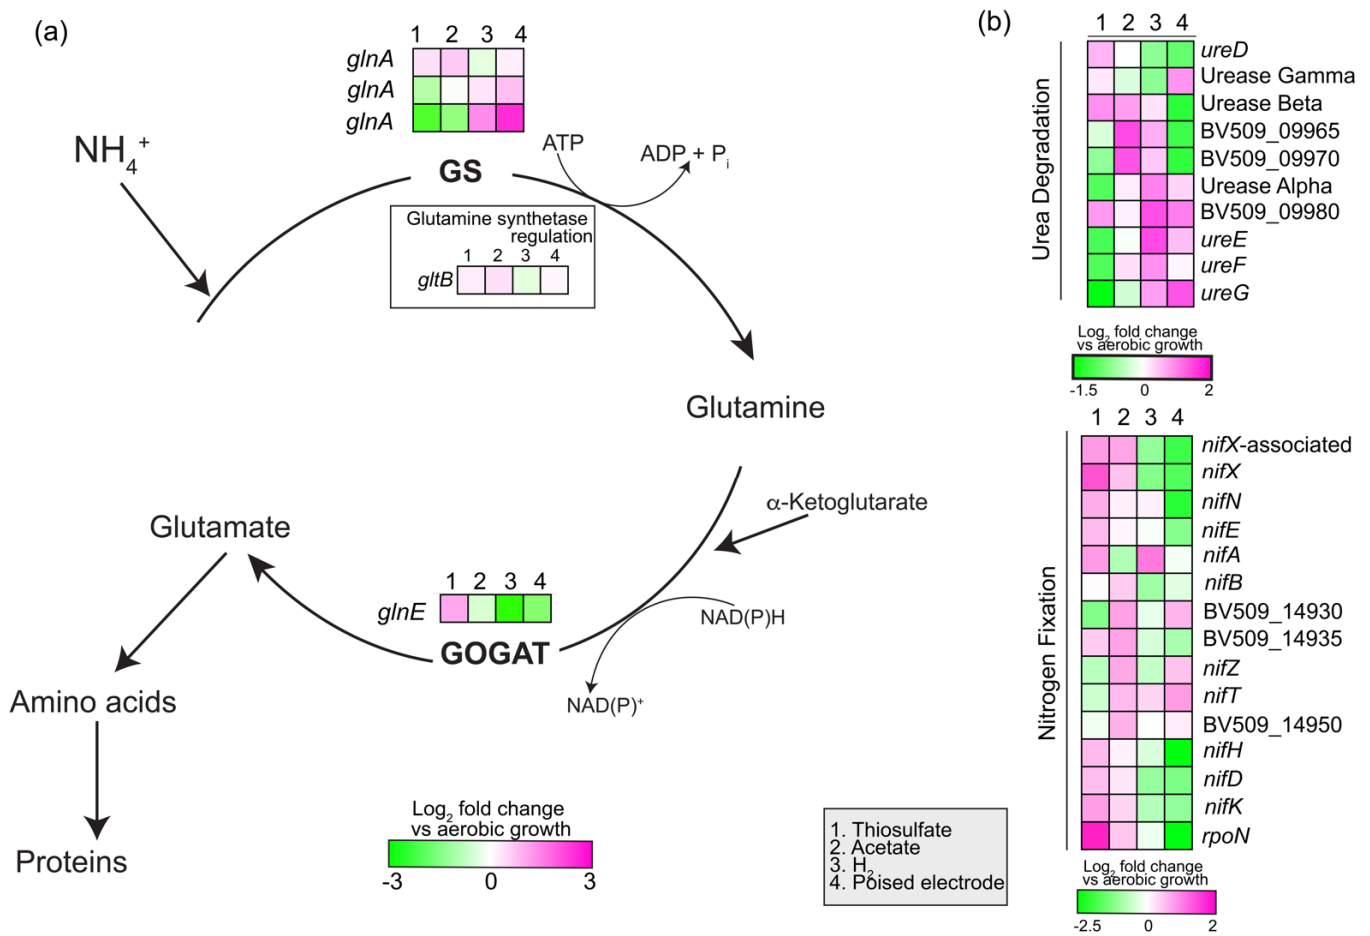 (a)
1 2 3 4
glnA
glnA
glnA
NH₄⁺
GS
ATP
ADP + Pᵢ
Glutamine synthetase
regulation
1 2 3 4
gltB
Glutamine
α-Ketoglutarate
Glutamate
1 2 3 4
glnE
GOGAT
NAD(P)H
NAD(P)⁺
Amino acids
Proteins
Log₂ fold change
vs aerobic growth
-3 0 3
1. Thiosulfate
2. Acetate
3. H₂
4. Poised electrode
(b)
1 2 3 4
Urea Degradation
ureD
Urease Gamma
Urease Beta
BV509_09965
BV509_09970
Urease Alpha
BV509_09980
ureE
ureF
ureG
Log₂ fold change
vs aerobic growth
-1.5 0 2
1 2 3 4
Nitrogen Fixation
nifX-associated
nifX
nifN
nifE
nifA
nifB
BV509_14930
BV509_14935
nifZ
nifT
BV509_14950
nifH
nifD
nifK
rpoN
Log₂ fold change
vs aerobic growth
-2.5 0 2